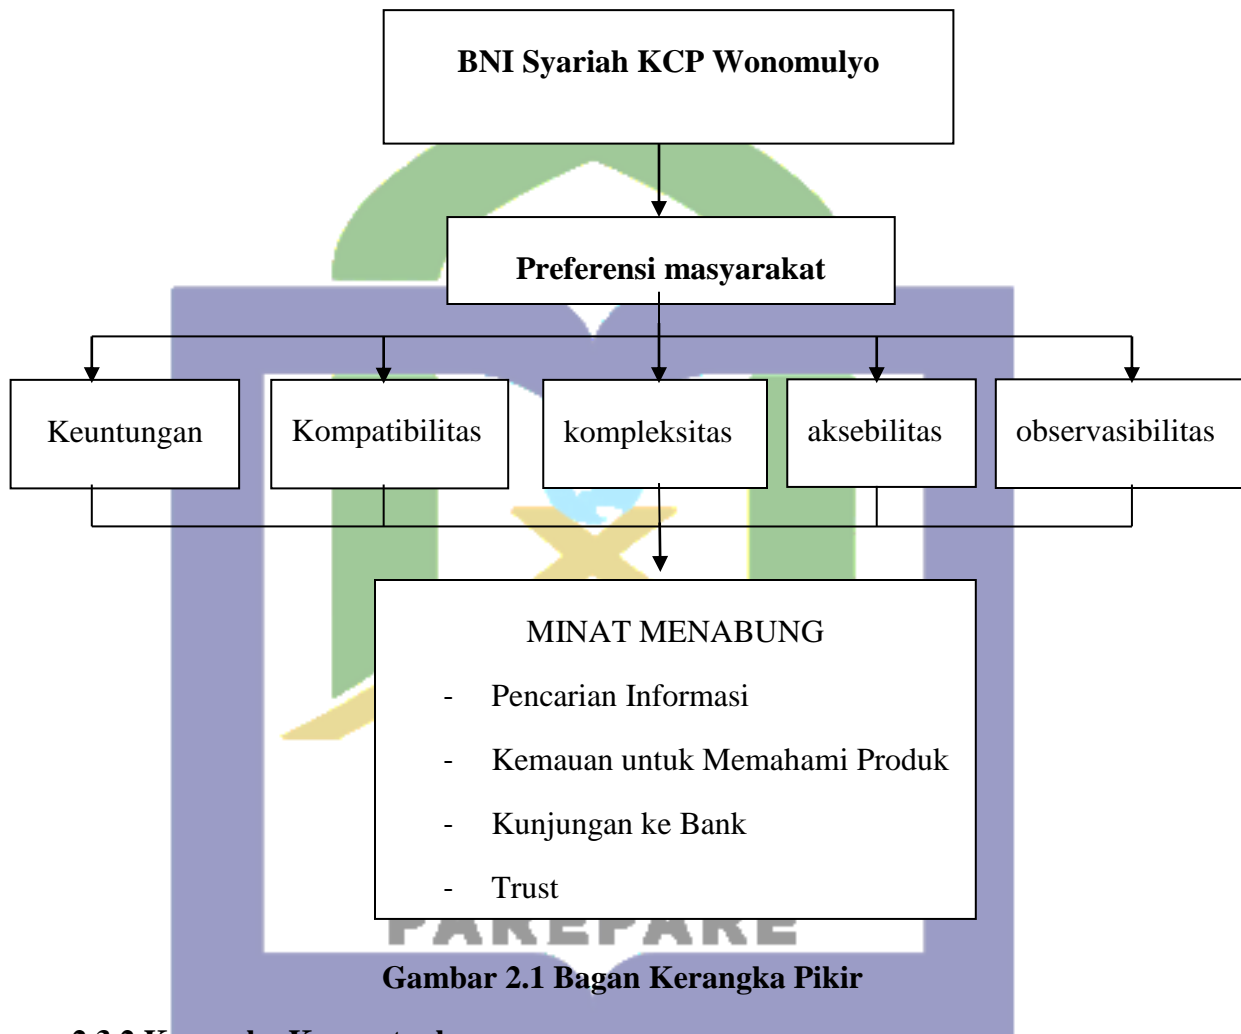 BNI Syariah KCP Wonomulyo
Preferensi masyarakat
Keuntungan
Kompatibilitas
kompleksitas
aksebilitas
observasibilitas
MINAT MENABUNG
- Pencarian Informasi
- Kemauan untuk Memahami Produk
- Kunjungan ke Bank
- Trust
PAREPARE
Gambar 2.1 Bagan Kerangka Pikir